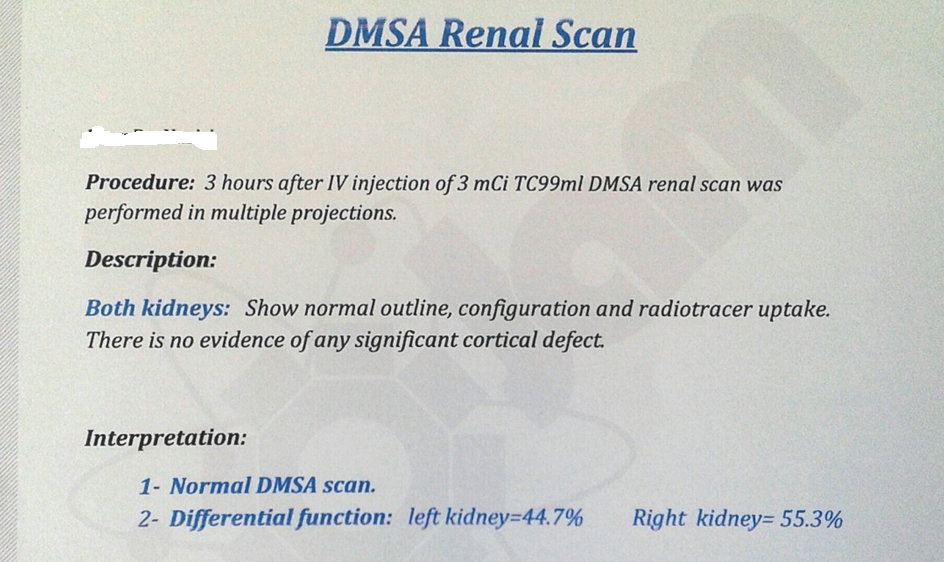 DMSA Renal Scan
Procedure: 3 hours after IV injection of 3 mCi TC99ml DMSA renal scan was
performed in multiple projections.
Description:
Both kidneys: Show normal outline, configuration and radiotracer uptake.
There is no evidence of any significant cortical defect.
Interpretation:
1- Normal DMSA scan.
2- Differential function: left kidney=44.7% Right kidney= 55.3%